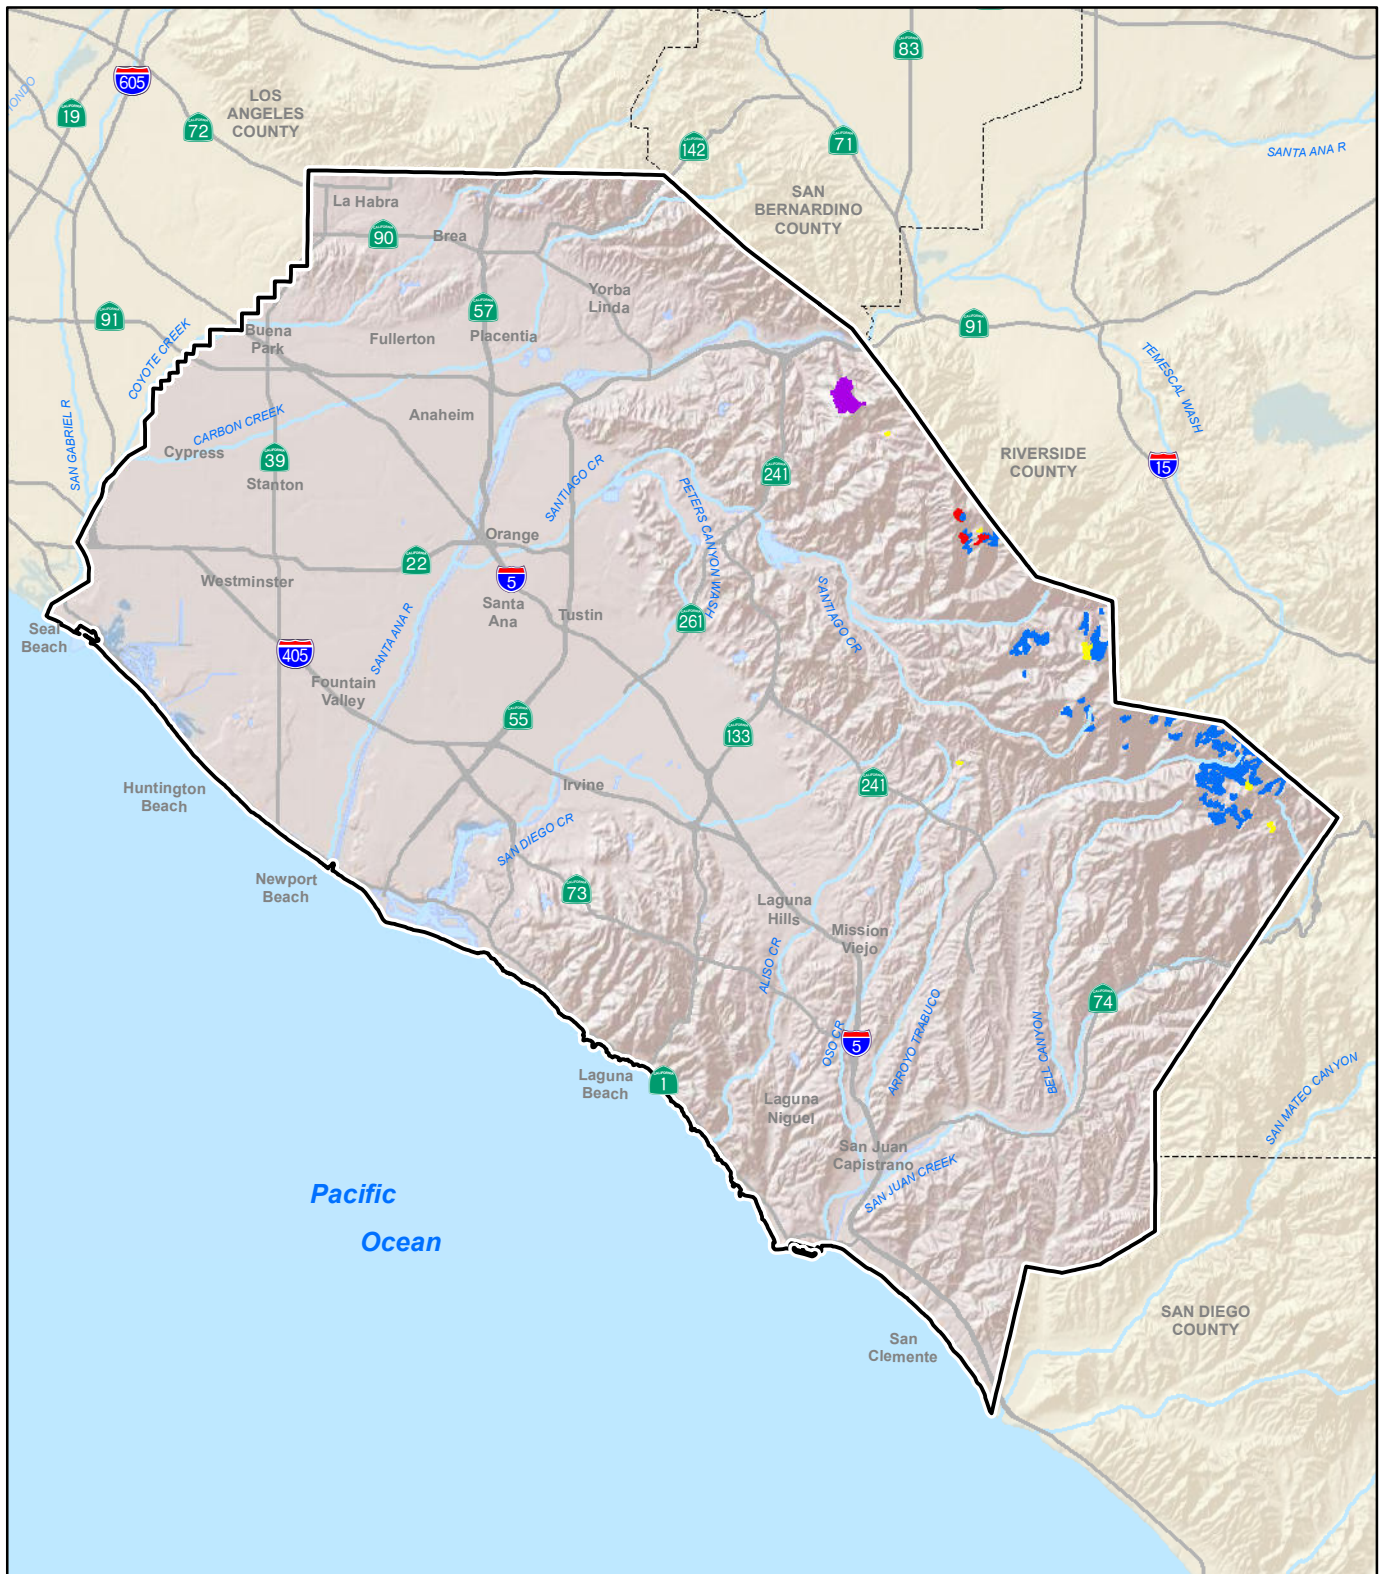 83
605
LOS
ANGELES
COUNTY
19
72
142
71
SANTA ANA R
SAN
BERNARDINO
COUNTY
La Habra
90
Brea
Yorba
Linda
57
91
Buena
Park
Fullerton
Placentia
91
COYOTE CREEK
TEMESCAL WASH
Anaheim
CARBON CREEK
SAN GABRIEL R
Cypress
39
Stanton
SANTIAGO CR
241
RIVERSIDE
COUNTY
15
PETERS CANYON WASH
Orange
22
5
Westminster
Santa
Ana
Tustin
261
SANTIAGO CR
Seal
Beach
SANTA ANA R
405
Fountain
Valley
55
133
Huntington
Beach
Irvine
241
SAN DIEGO CR
Newport
Beach
73
Laguna
Hills
Mission
Viejo
ALISO CR
74
OSO CR
5
ARROYO TRABUCO
BELL CANYON
Laguna
Beach
1
Laguna
Niguel
SAN MATEO CANYON
San Juan
Capistrano
SAN JUAN CREEK
Pacific
Ocean
SAN DIEGO
COUNTY
San
Clemente